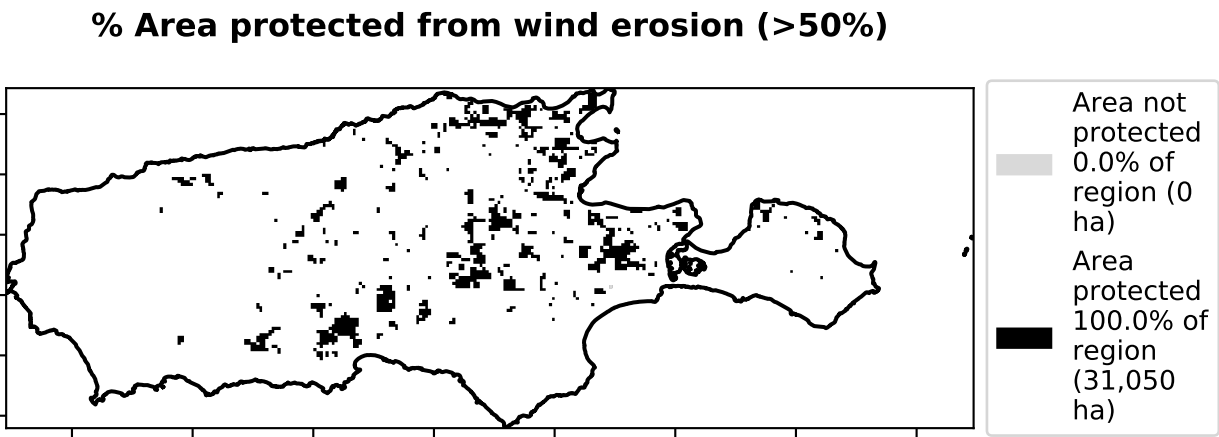 % Area protected from wind erosion (>50%)
Area not
protected
0.0% of
region (0
ha)
Area
protected
100.0% of
region
(31,050
ha)